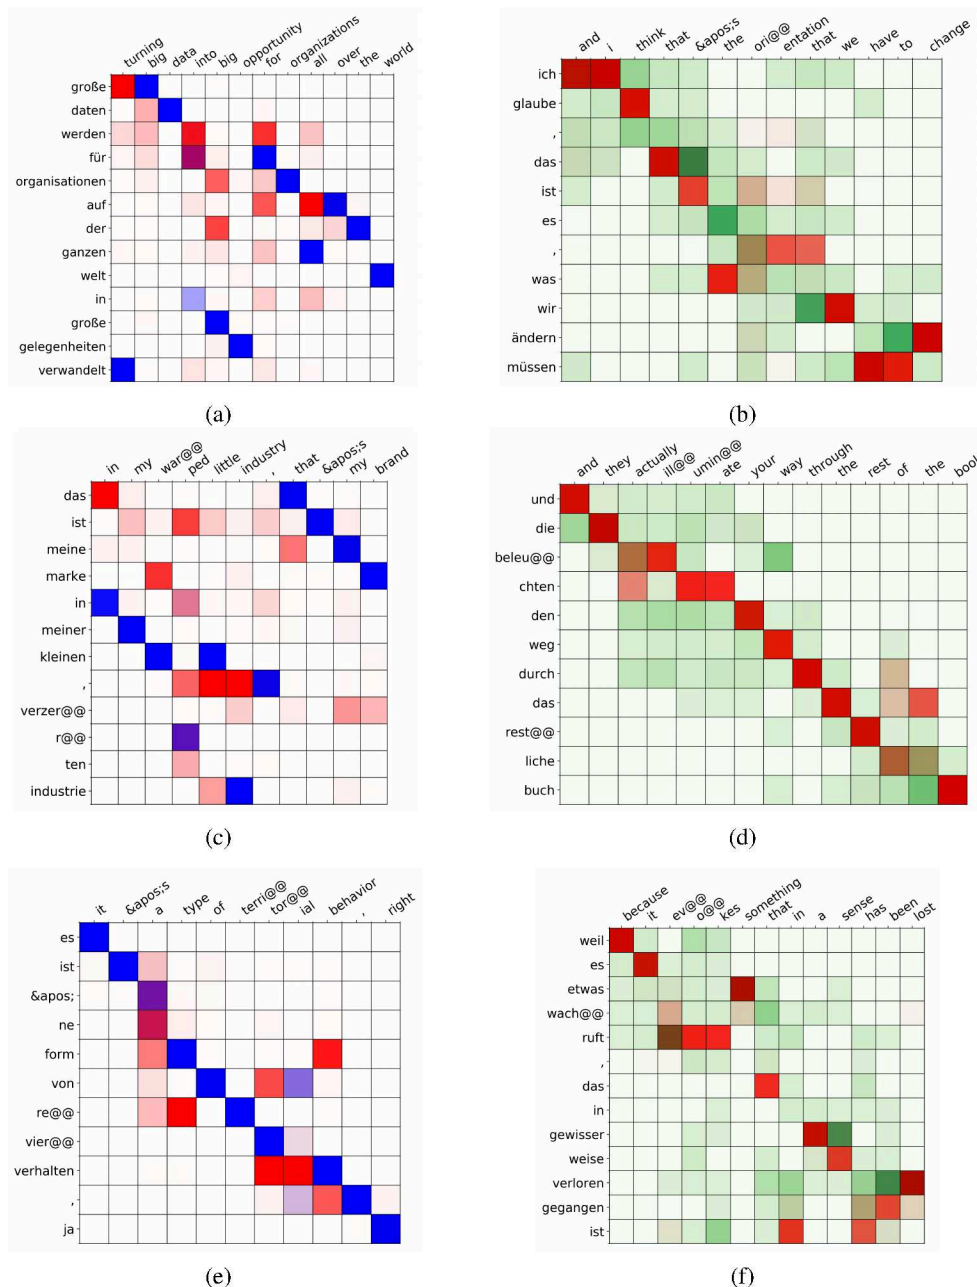 turning big data into big opportunity for organizations all over the world
große
daten
werden
für
organisationen
auf
der
ganzen
welt
in
große
gelegenheiten
verwandelt
(a)
and i think that &apos;s the ori@@ entation that we have to change
ich
glaube
,
das
ist
es
,
was
wir
ändern
müssen
(b)
in my war@@ ped little industry , that &apos;s my brand
das
ist
meine
marke
in
meiner
kleinen
,
verzer@@
r@@
ten
industrie
(c)
and they actually ill@@ umin@@ ate your way through the rest of the book
und
die
beleu@@
chten
den
weg
durch
das
rest@@
liche
buch
(d)
it &apos;s a type of terri@@ tor@@ ial behavior , right
es
ist
&apos;
ne
form
von
re@@
vier@@
verhalten
,
ja
(e)
because it ev@@ o@@ kes something that in a sense has been lost
weil
es
etwas
wach@@
ruft
,
das
in
gewisser
weise
verloren
gegangen
ist
(f)